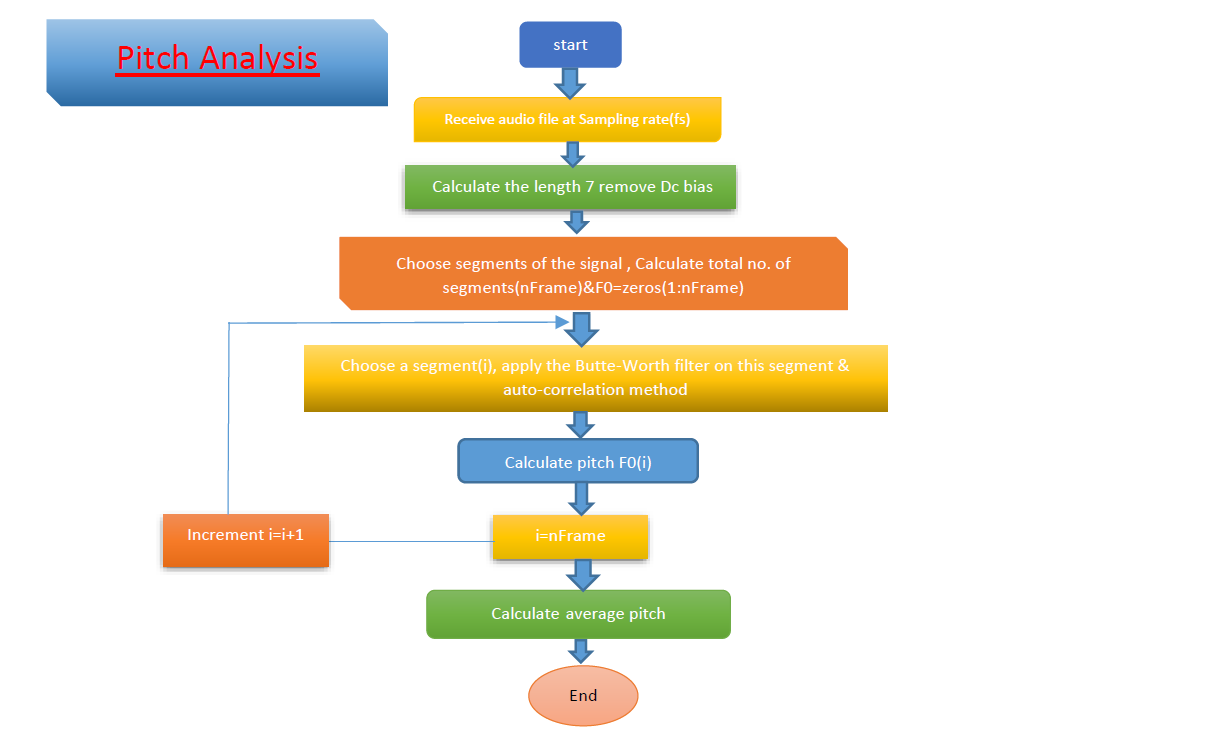 Pitch Analysis
start
Receive audio file at Sampling rate(fs)
Calculate the length 7 remove Dc bias
Choose segments of the signal , Calculate total no. of
segments(nFrame)&F0=zeros(1:nFrame)
Choose a segment(i), apply the Butte-Worth filter on this segment &
auto-correlation method
Calculate pitch F0(i)
Increment i=i+1
i=nFrame
Calculate average pitch
End